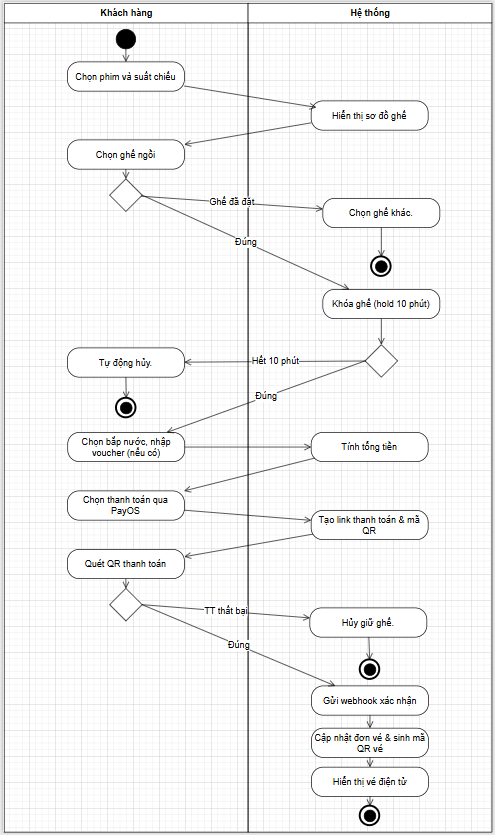 Khách hàng
Hệ thống
Chọn phim và suất chiếu
Hiển thị sơ đồ ghế
Chọn ghế ngồi
Ghế đã đặt
Chọn ghế khác.
Đúng
Khóa ghế (hold 10 phút)
Hết 10 phút
Tự động hủy.
Đúng
Chọn bắp nước, nhập
voucher (nếu có)
Tính tổng tiền
Chọn thanh toán qua
PayOS
Tạo link thanh toán & mã
QR
Quét QR thanh toán
TT thất bại
Hủy giữ ghế.
Đúng
Gửi webhook xác nhận
Cập nhật đơn vé & sinh mã
QR vé
Hiển thị vé điện tử